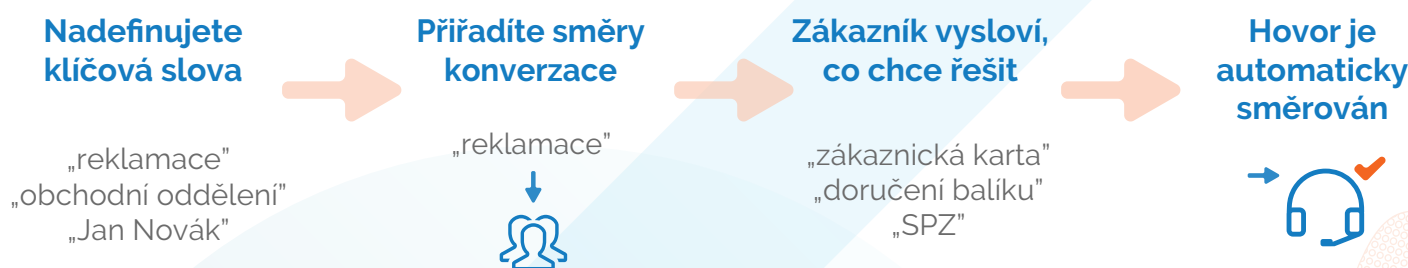 Nadefinujete
klíčová slova
„reklamace”
„obchodní oddělení”
„Jan Novák”
Přiřadíte směry
konverzace
„reklamace”
Zákazník vysloví,
co chce řešit
„zákaznická karta”
„doručení balíku”
„SPZ”
Hovor je
automaticky
směrován